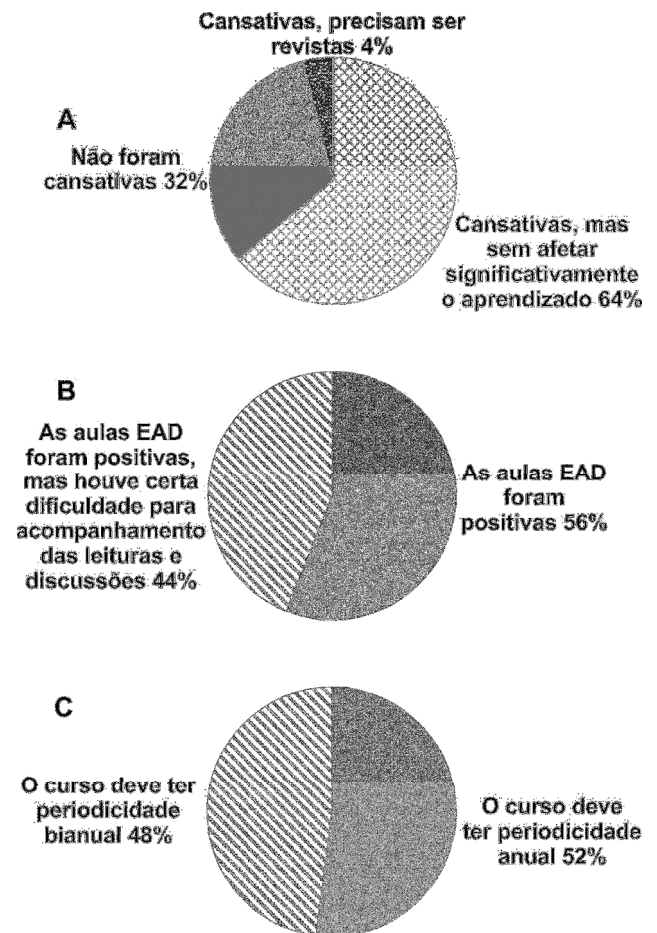 Cansativas, precisam ser
revistas 4%
A
Não foram
cansativas 32%
Cansativas, mas
sem afetar
significativamente
o aprendizado 64%
B
As aulas EAD
foram positivas,
mas houve certa
dificuldade para
acompanhamento
das leituras e
discussões 44%
As aulas EAD
foram
positivas 56%
C
O curso deve ter
periodicidade
bianual 48%
O curso deve
ter periodicidade
anual 52%